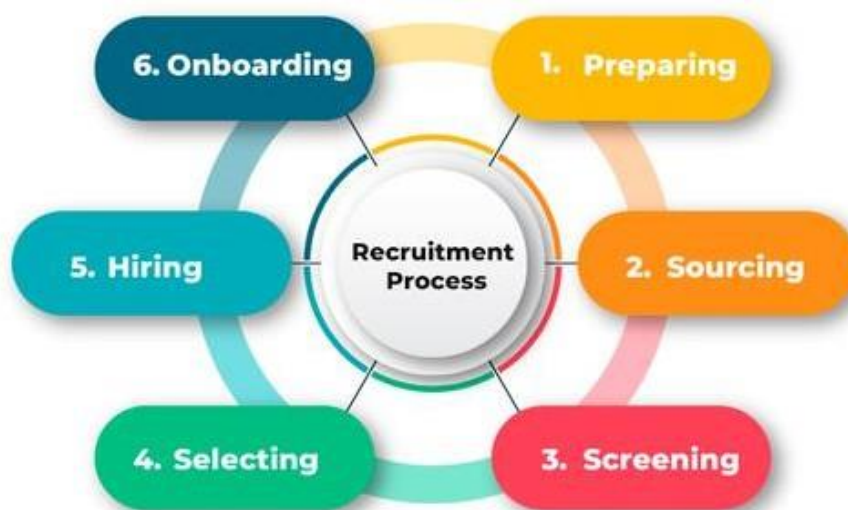 Recruitment
Process
1. Preparing
2. Sourcing
3. Screening
4. Selecting
5. Hiring
6. Onboarding